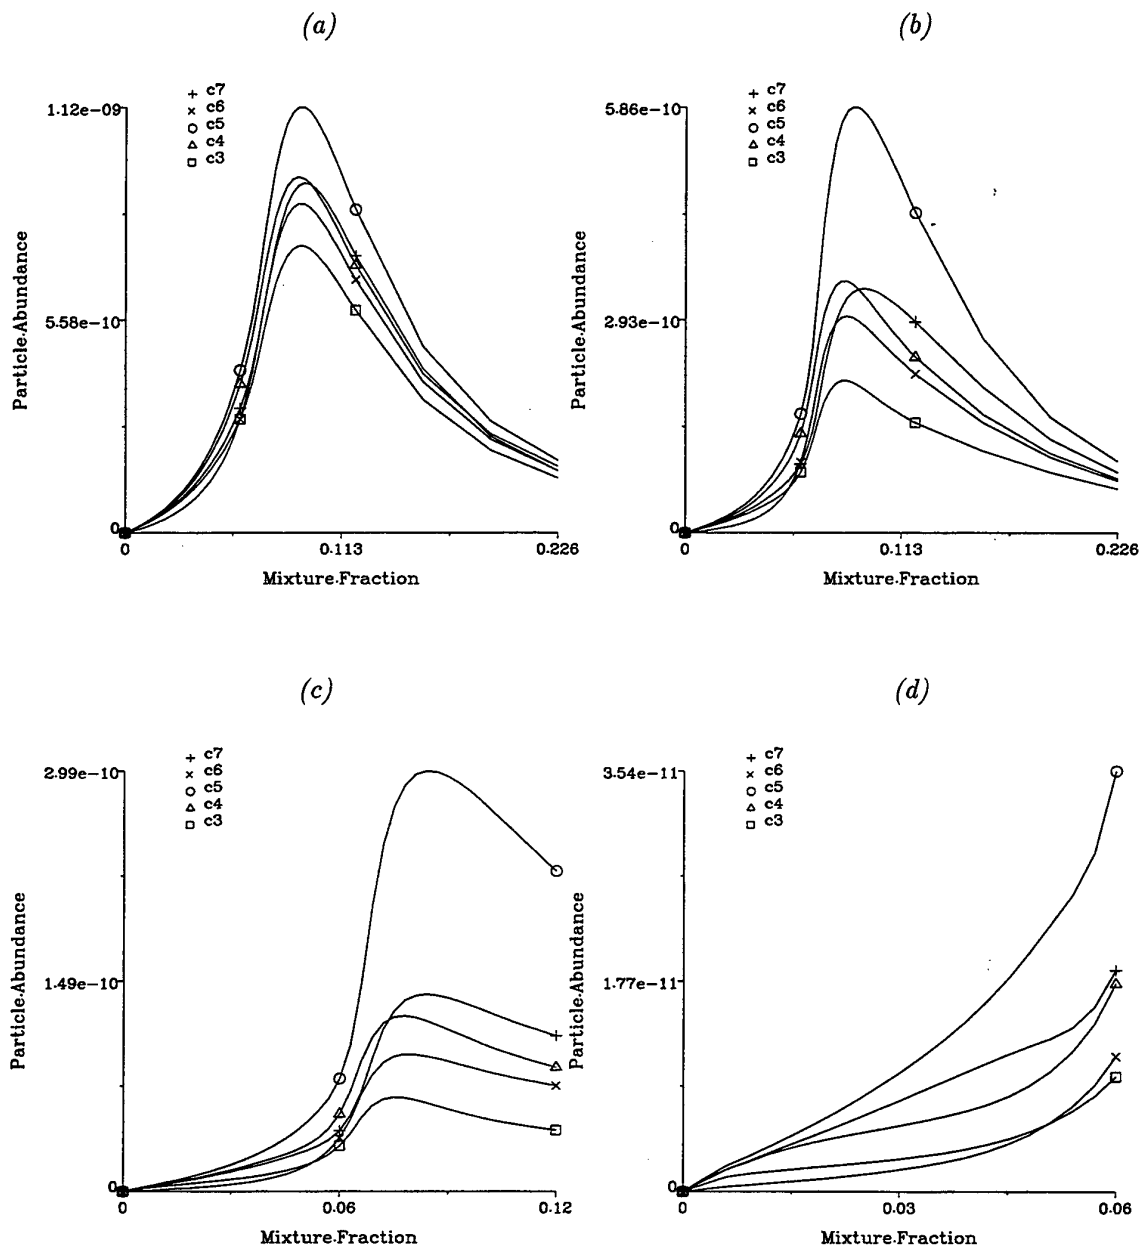 (a)
c7
c6
c5
c4
c3
1.12e-09
5.58e-10
0
Particle.Abundance
0
0.113
0.226
Mixture.Fraction
(b)
c7
c6
c5
c4
c3
5.86e-10
2.93e-10
0
Particle.Abundance
0
0.113
0.226
Mixture.Fraction
(c)
c7
c6
c5
c4
c3
2.99e-10
1.49e-10
0
Particle.Abundance
0
0.06
0.12
Mixture.Fraction
(d)
c7
c6
c5
c4
c3
3.54e-11
1.77e-11
0
Particle.Abundance
0
0.03
0.06
Mixture.Fraction